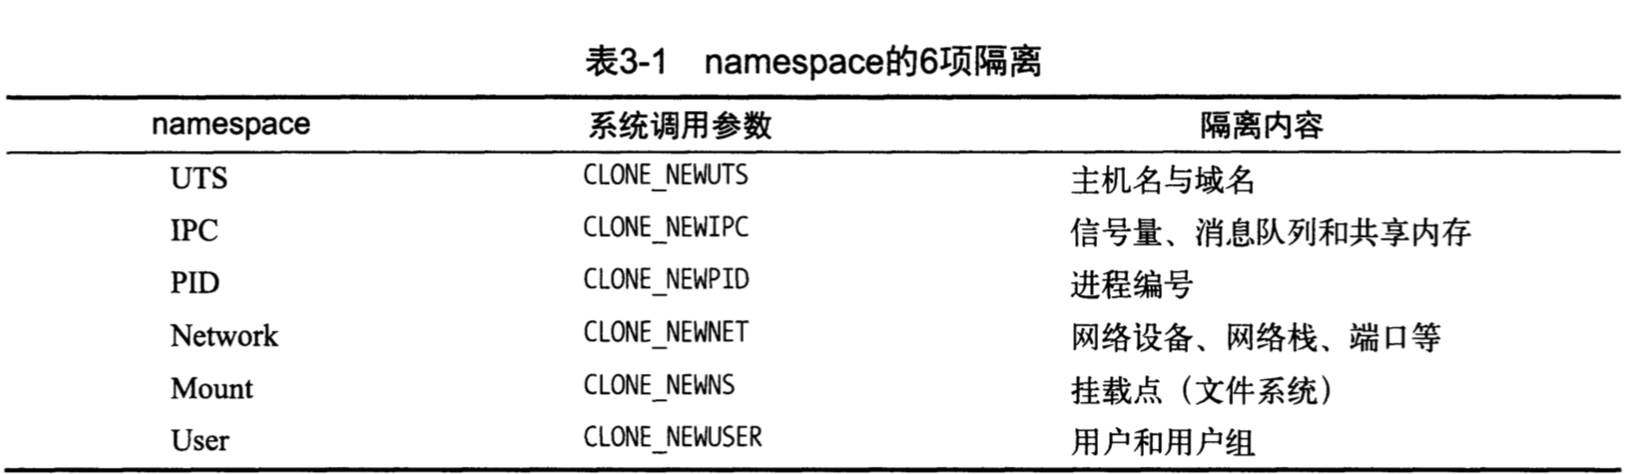 表3-1 namespace的6项隔离
namespace 系统调用参数 隔离内容
UTS CLONE_NEWUTS 主机名与域名
IPC CLONE_NEWIPC 信号量、消息队列和共享内存
PID CLONE_NEWPID 进程编号
Network CLONE_NEWNET 网络设备、网络栈、端口等
Mount CLONE_NEWNS 挂载点（文件系统）
User CLONE_NEWUSER 用户和用户组